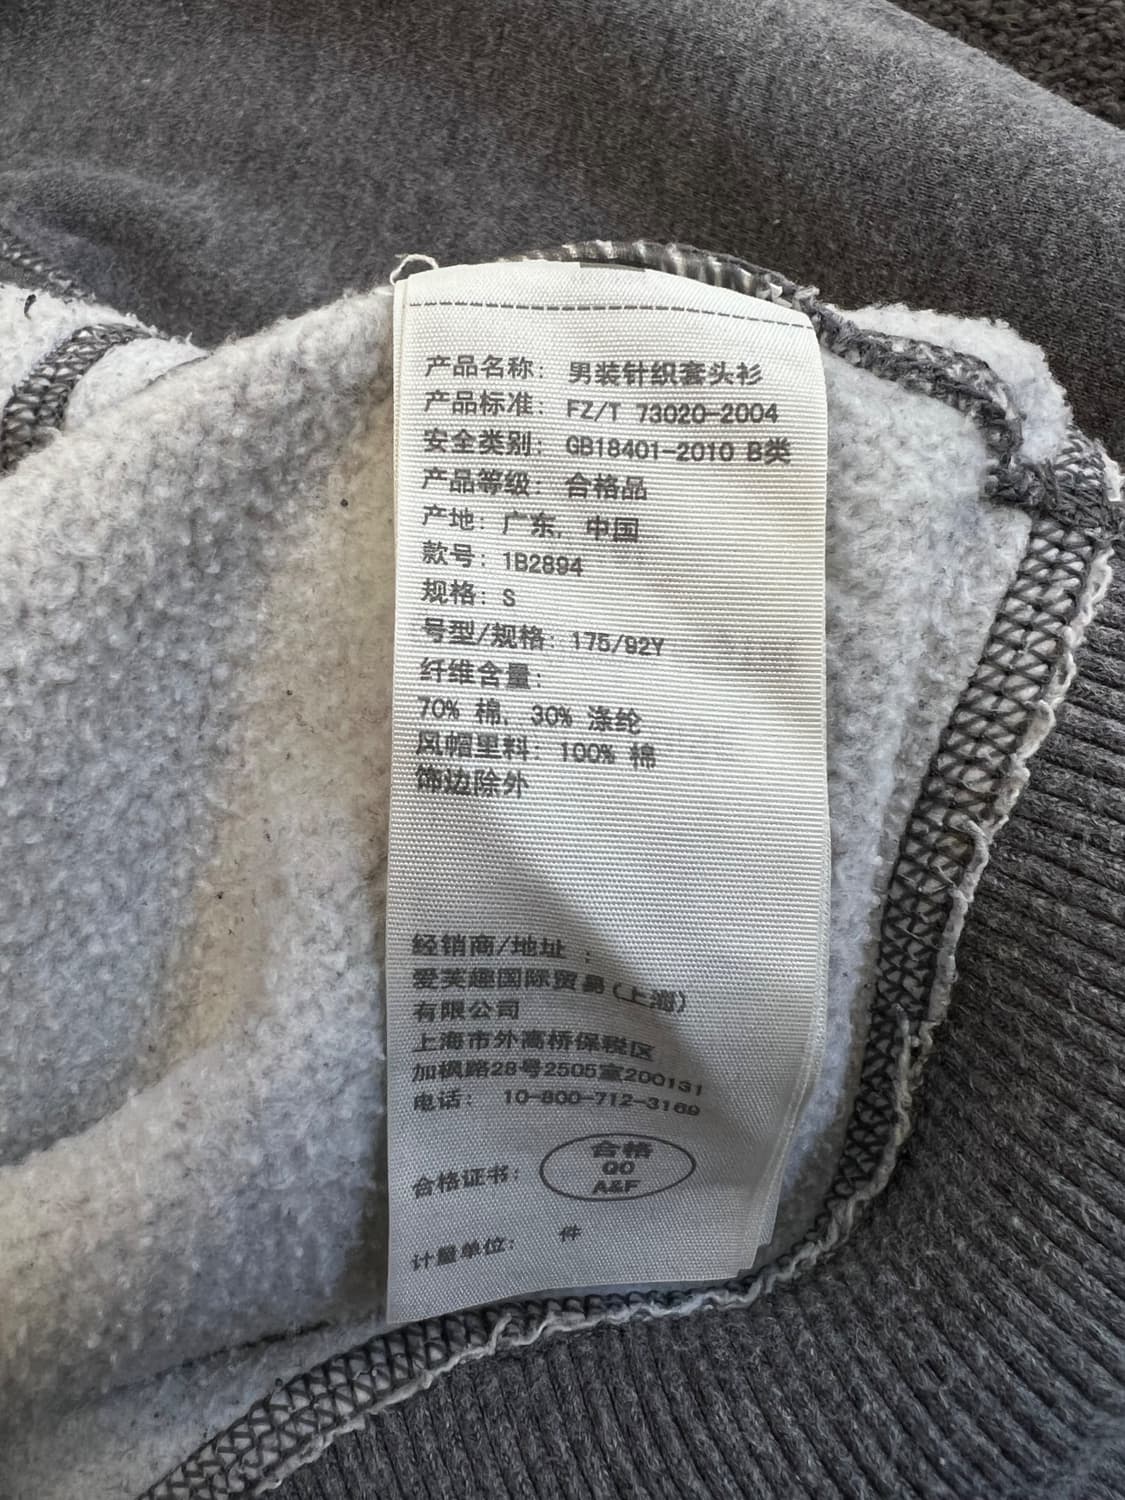 产品名称: 男装针织套头衫
产品标准: FZ/T 73020-2004
安全类别: GB18401-2010 B类
产品等级: 合格品
产地: 广东, 中国
款号: 1B2894
规格: S
号型/规格: 175/92Y
纤维含量:
70% 棉, 30% 涤纶
风帽里料: 100% 棉
饰边除外
经销商/地址 :
爱芙趣国际贸易(上海)
有限公司
上海市外高桥保税区
加枫路28号2505室200131
电话: 10-800-712-3169
合格证书:
合格
QC
A&F
计量单位: 件